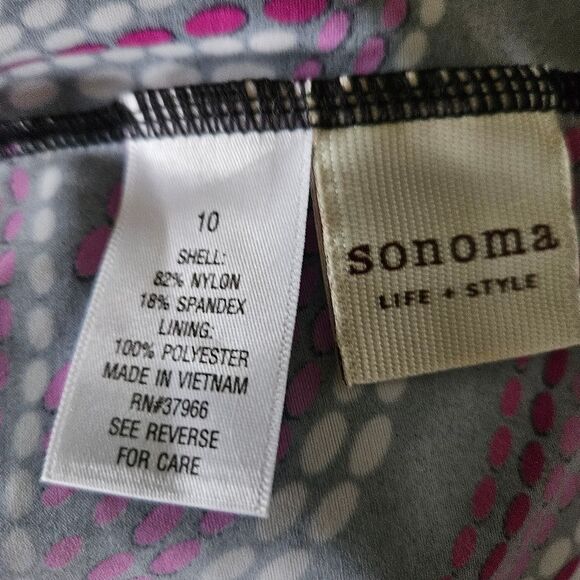 10
SHELL:
82% NYLON
18% SPANDEX
LINING:
100% POLYESTER
MADE IN VIETNAM
RN#37966
SEE REVERSE
FOR CARE
sonoma
LIFE + STYLE